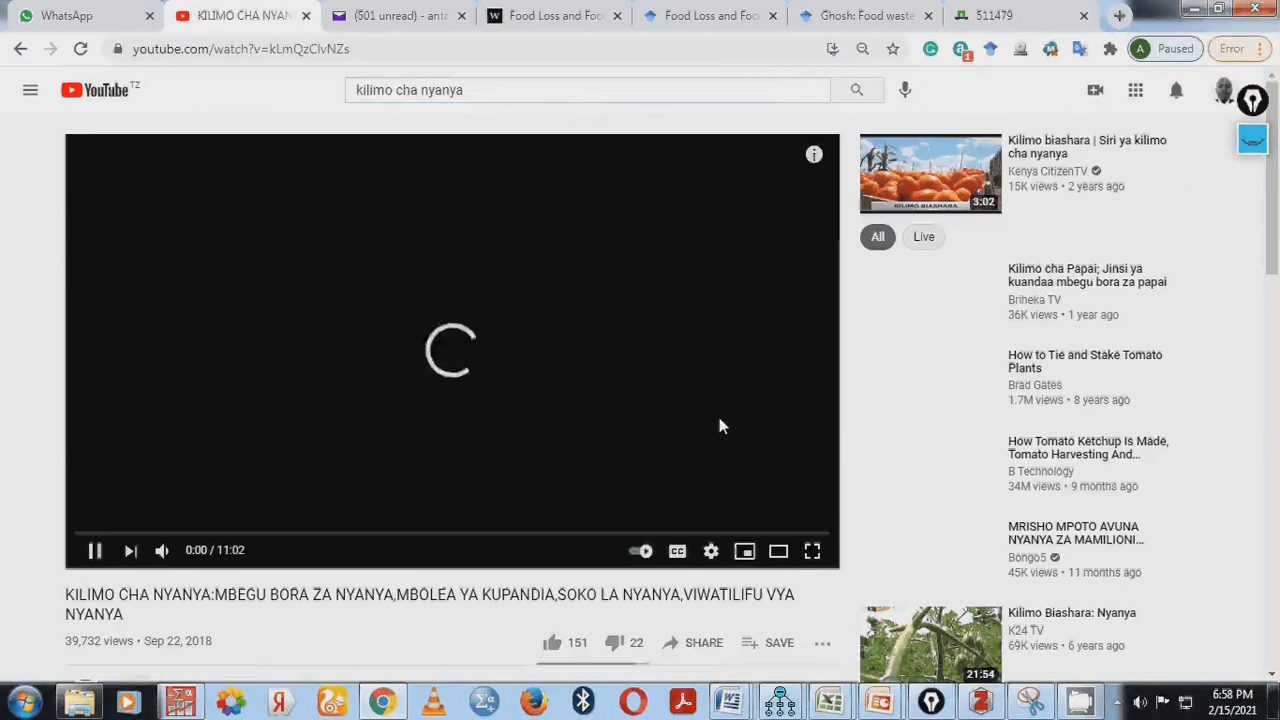 WhatsApp
KILIMO CHA NYAN
(501 unread) - anta
Food Loss and Foo
Food Loss and Foo
Ghosh: Food waste
511479
youtube.com/watch?v=kLmQzClvNZs
1
A Paused
Error
YouTube TZ
kilimo cha nyanya
Kilimo biashara | Siri ya kilimo
cha nyanya
Kenya CitizenTV
15K views • 2 years ago
KILIMO BIASHARA
3:02
All Live
Kilimo cha Papai; Jinsi ya
kuandaa mbegu bora za papai
Briheka TV
36K views • 1 year ago
How to Tie and Stake Tomato
Plants
Brad Gates
1.7M views • 8 years ago
How Tomato Ketchup Is Made,
Tomato Harvesting And...
B Technology
34M views • 9 months ago
MRISHO MPOTO AVUNA
NYANYA ZA MAMILIONI...
Bongo5
45K views • 11 months ago
Kilimo Biashara: Nyanya
K24 TV
69K views • 6 years ago
21:54
0:00 / 11:02
CC
KILIMO CHA NYANYA:MBEGU BORA ZA NYANYA,MBOLEA YA KUPANDIA,SOKO LA NYANYA,VIWATILIFU VYA
NYANYA
39,732 views • Sep 22, 2018
151 22 SHARE SAVE
6:58 PM
2/15/2021